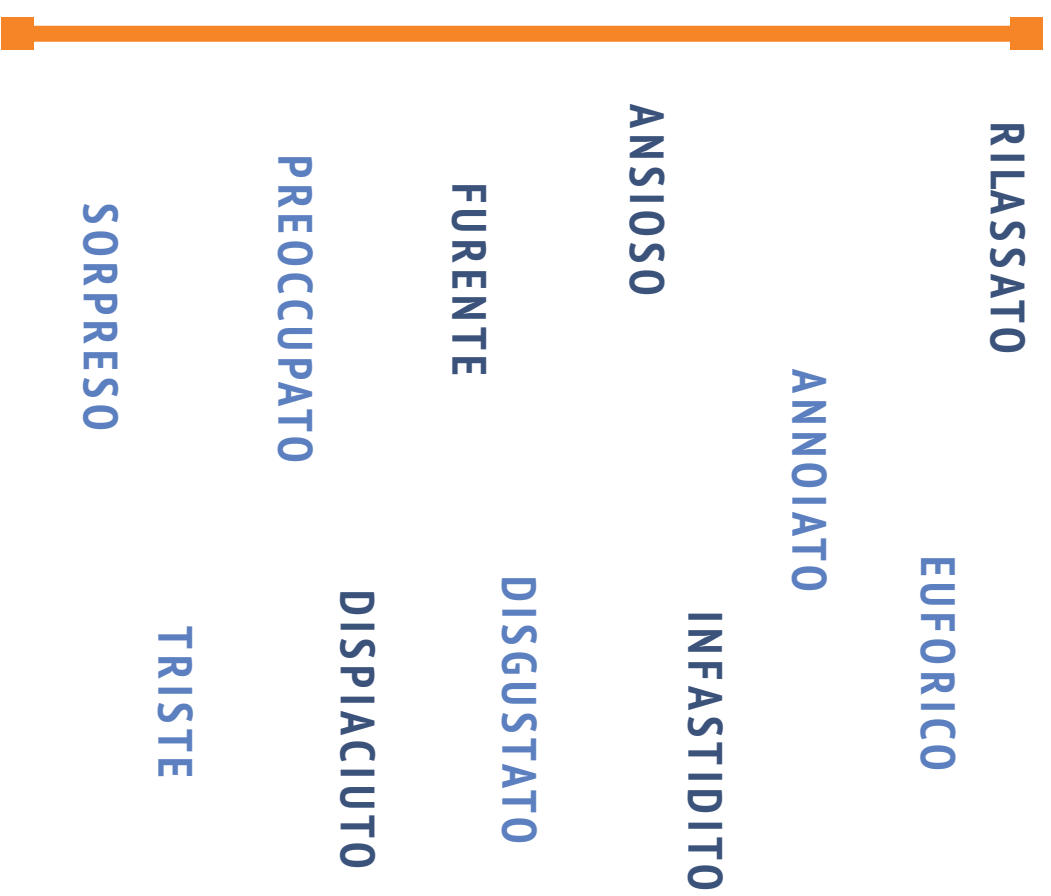 RILASSATO
EUFORICO
ANNOIATO
INFASTIDITO
ANSIOSO
DISGUSTATO
FURENTE
DISPIACIUTO
PREOCCUPATO
TRISTE
SORPRESO